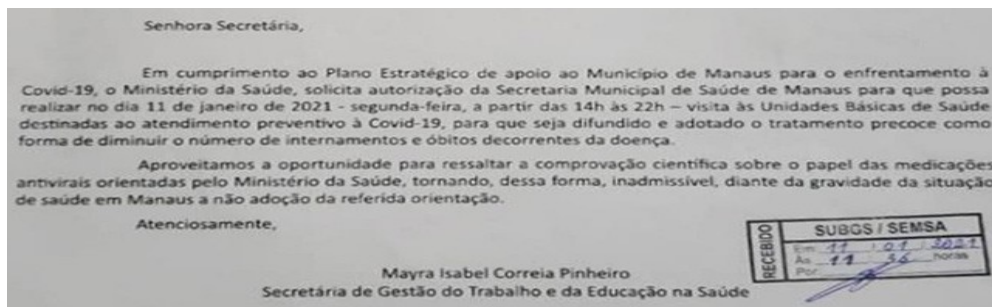 Senhora Secretária,
Em cumprimento ao Plano Estratégico de apoio ao Município de Manaus para o enfrentamento à
Covid-19, o Ministério da Saúde, solicita autorização da Secretaria Municipal de Saúde de Manaus para que possa
realizar no dia 11 de janeiro de 2021 - segunda-feira, a partir das 14h às 22h – visita às Unidades Básicas de Saúde
destinadas ao atendimento preventivo à Covid-19, para que seja difundido e adotado o tratamento precoce como
forma de diminuir o número de internamentos e óbitos decorrentes da doença.
Aproveitamos a oportunidade para ressaltar a comprovação científica sobre o papel das medicações
antivirais orientadas pelo Ministério da Saúde, tornando, dessa forma, inadmissível, diante da gravidade da situação
de saúde em Manaus a não adoção da referida orientação.
Atenciosamente,
RECEBIDO
SUBGS / SEMSA
Em 11 / 01 / 2021
Às 11 36 horas
Por
Mayra Isabel Correia Pinheiro
Secretária de Gestão do Trabalho e da Educação na Saúde